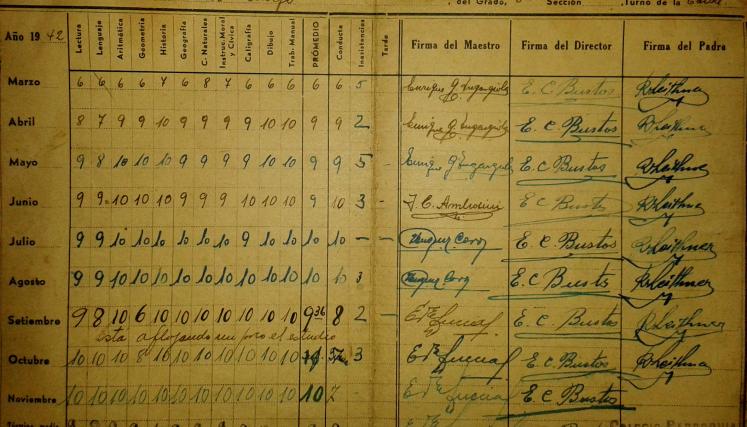 del Grado, Sección Turno de la
Año 1942 Lectura Lenguaje Aritmética Geometría Historia Geografía C. Naturales Instruc. Moral y Cívica Caligrafía Dibujo Trab. Manual PROMEDIO Conducta Inasistencias Tarde Firma del Maestro Firma del Director Firma del Padre
Marzo 6 6 6 6 7 6 8 7 6 6 6 6 6 5 E. C. Bustos
Abril 8 7 9 9 10 9 9 9 9 10 10 9 9 2 E. C. Bustos
Mayo 9 8 10 10 10 9 9 9 9 10 10 9 9 5 - E. C. Bustos
Junio 9 9 10 10 10 9 9 9 9 10 10 10 9 10 3 - J. C. Ambrosini E C Bustos
Julio 9 9 10 10 10 10 10 10 9 10 10 10 10 - - E. C. Bustos
Agosto 9 9 10 10 10 10 10 10 10 10 10 10 10 3 E. C Bustos
Setiembre 9 8 10 6 10 10 10 10 10 10 10 9.36 8 2 - E. C. Bustos
Está aflojando un poco el estudio
Octubre 10 10 10 8 10 10 10 10 10 10 10 3 E. C. Bustos
Noviembre 10 10 10 10 10 10 10 10 10 10 10 10 - E. C. Bustos